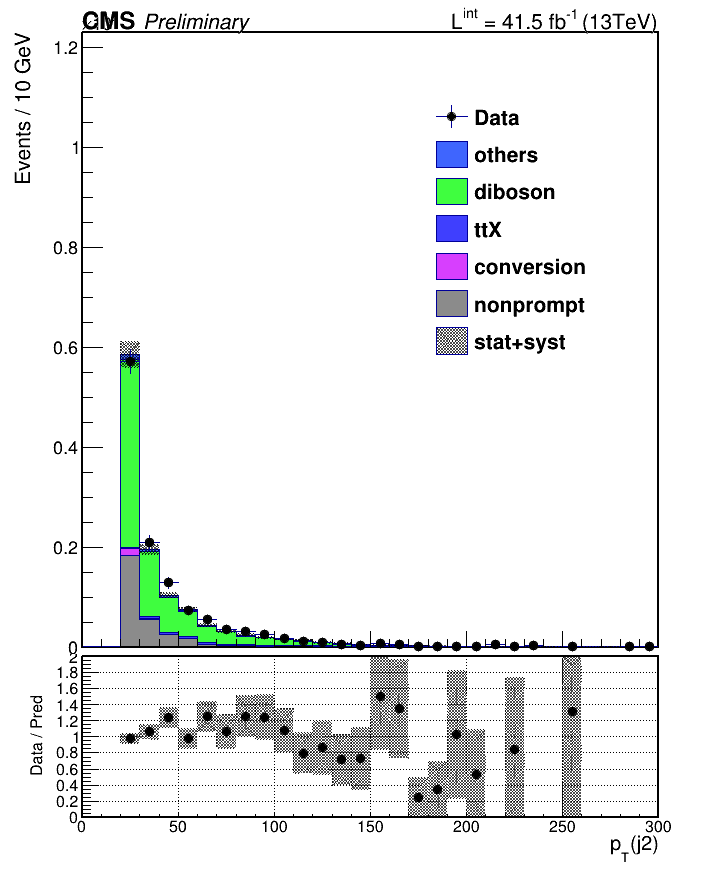 CMS Preliminary L^int = 41.5 fb^-1 (13TeV)
Events / 10 GeV
1.2
1
0.8
0.6
0.4
0.2
0
Data
others
diboson
ttX
conversion
nonprompt
stat+syst
Data / Pred
2
1.8
1.6
1.4
1.2
1
0.8
0.6
0.4
0.2
0
0 50 100 150 200 250 300
p_T(j2)